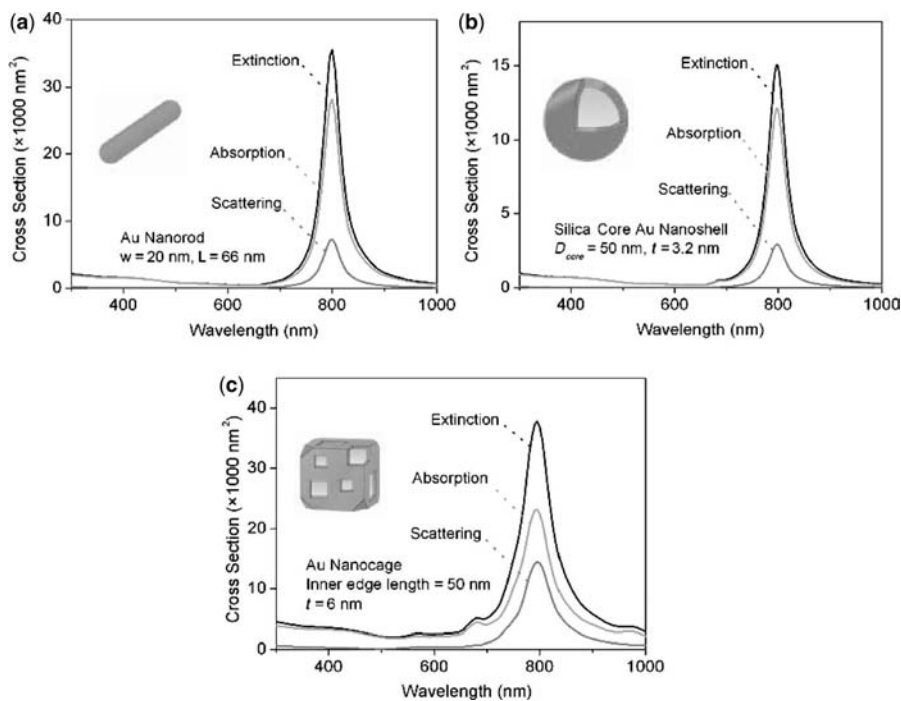 (a)
40
30
20
10
0
Cross Section (×1000 nm²)
Extinction
Absorption
Scattering
Au Nanorod
w = 20 nm, L = 66 nm
400 600 800 1000
Wavelength (nm)
(b)
15
10
5
0
Cross Section (×1000 nm²)
Extinction
Absorption
Scattering
Silica Core Au Nanoshell
Dcore = 50 nm, t = 3.2 nm
400 600 800 1000
Wavelength (nm)
(c)
40
30
20
10
0
Cross Section (×1000 nm²)
Extinction
Absorption
Scattering
Au Nanocage
Inner edge length = 50 nm
t = 6 nm
400 600 800 1000
Wavelength (nm)